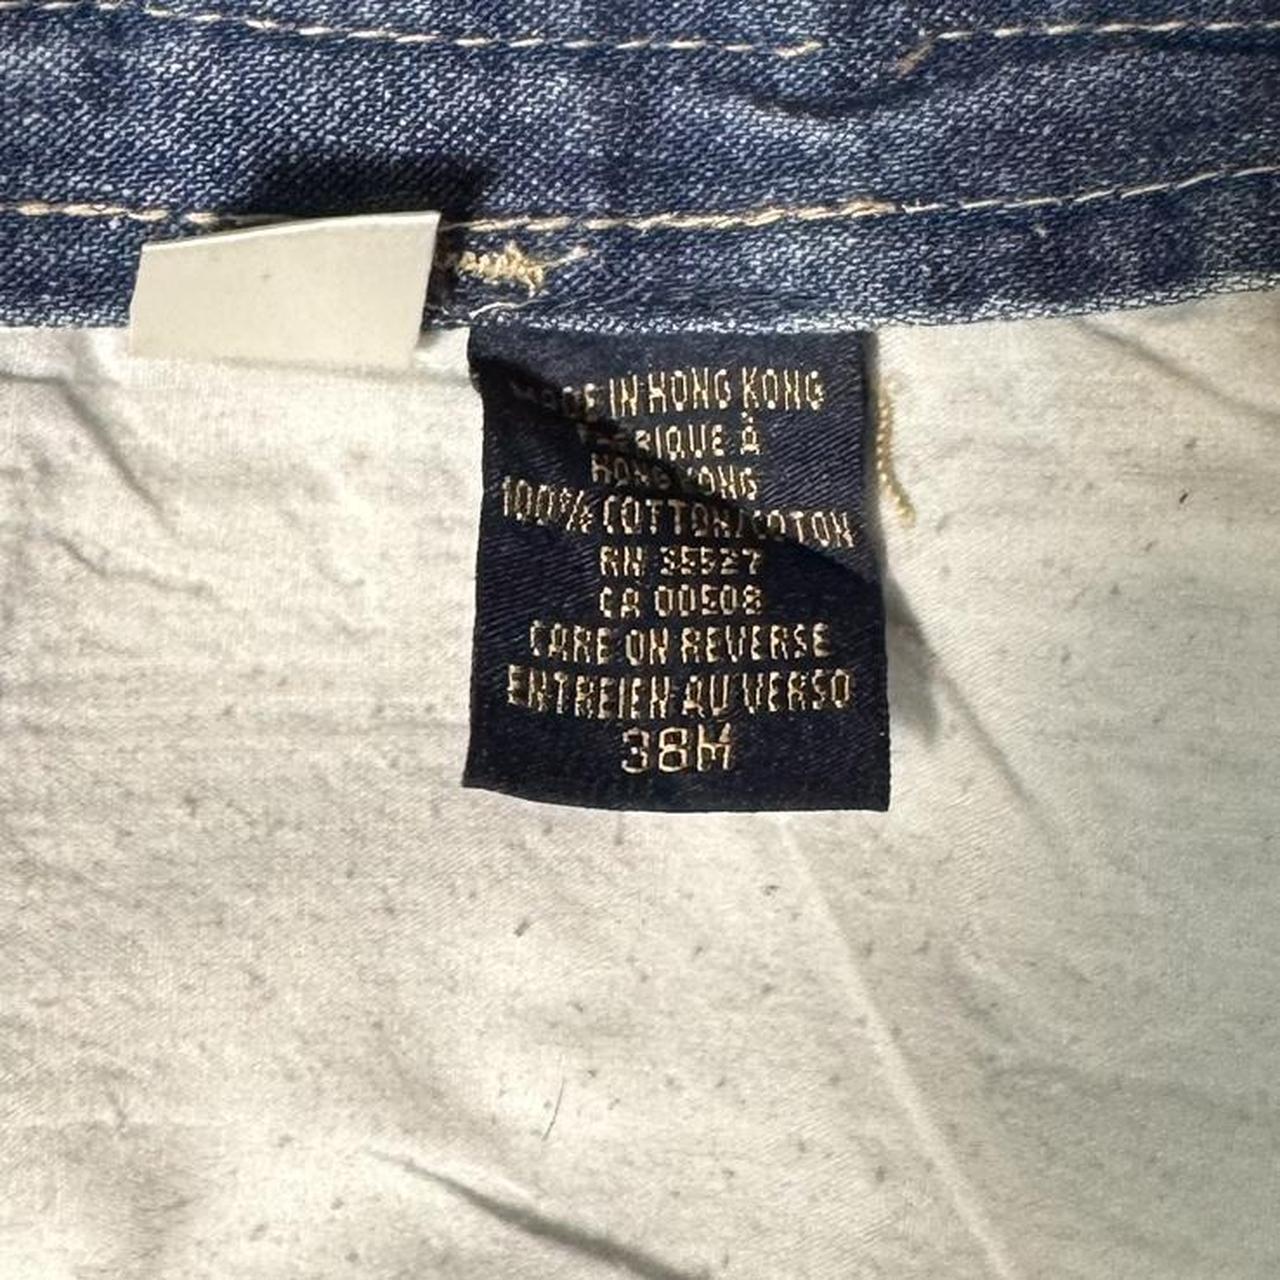 MADE IN HONG KONG
FABRIQUE À
HONG KONG
100% COTTON/COTON
RN 35527
CA 00508
CARE ON REVERSE
ENTREIEN AU VERSO
38M